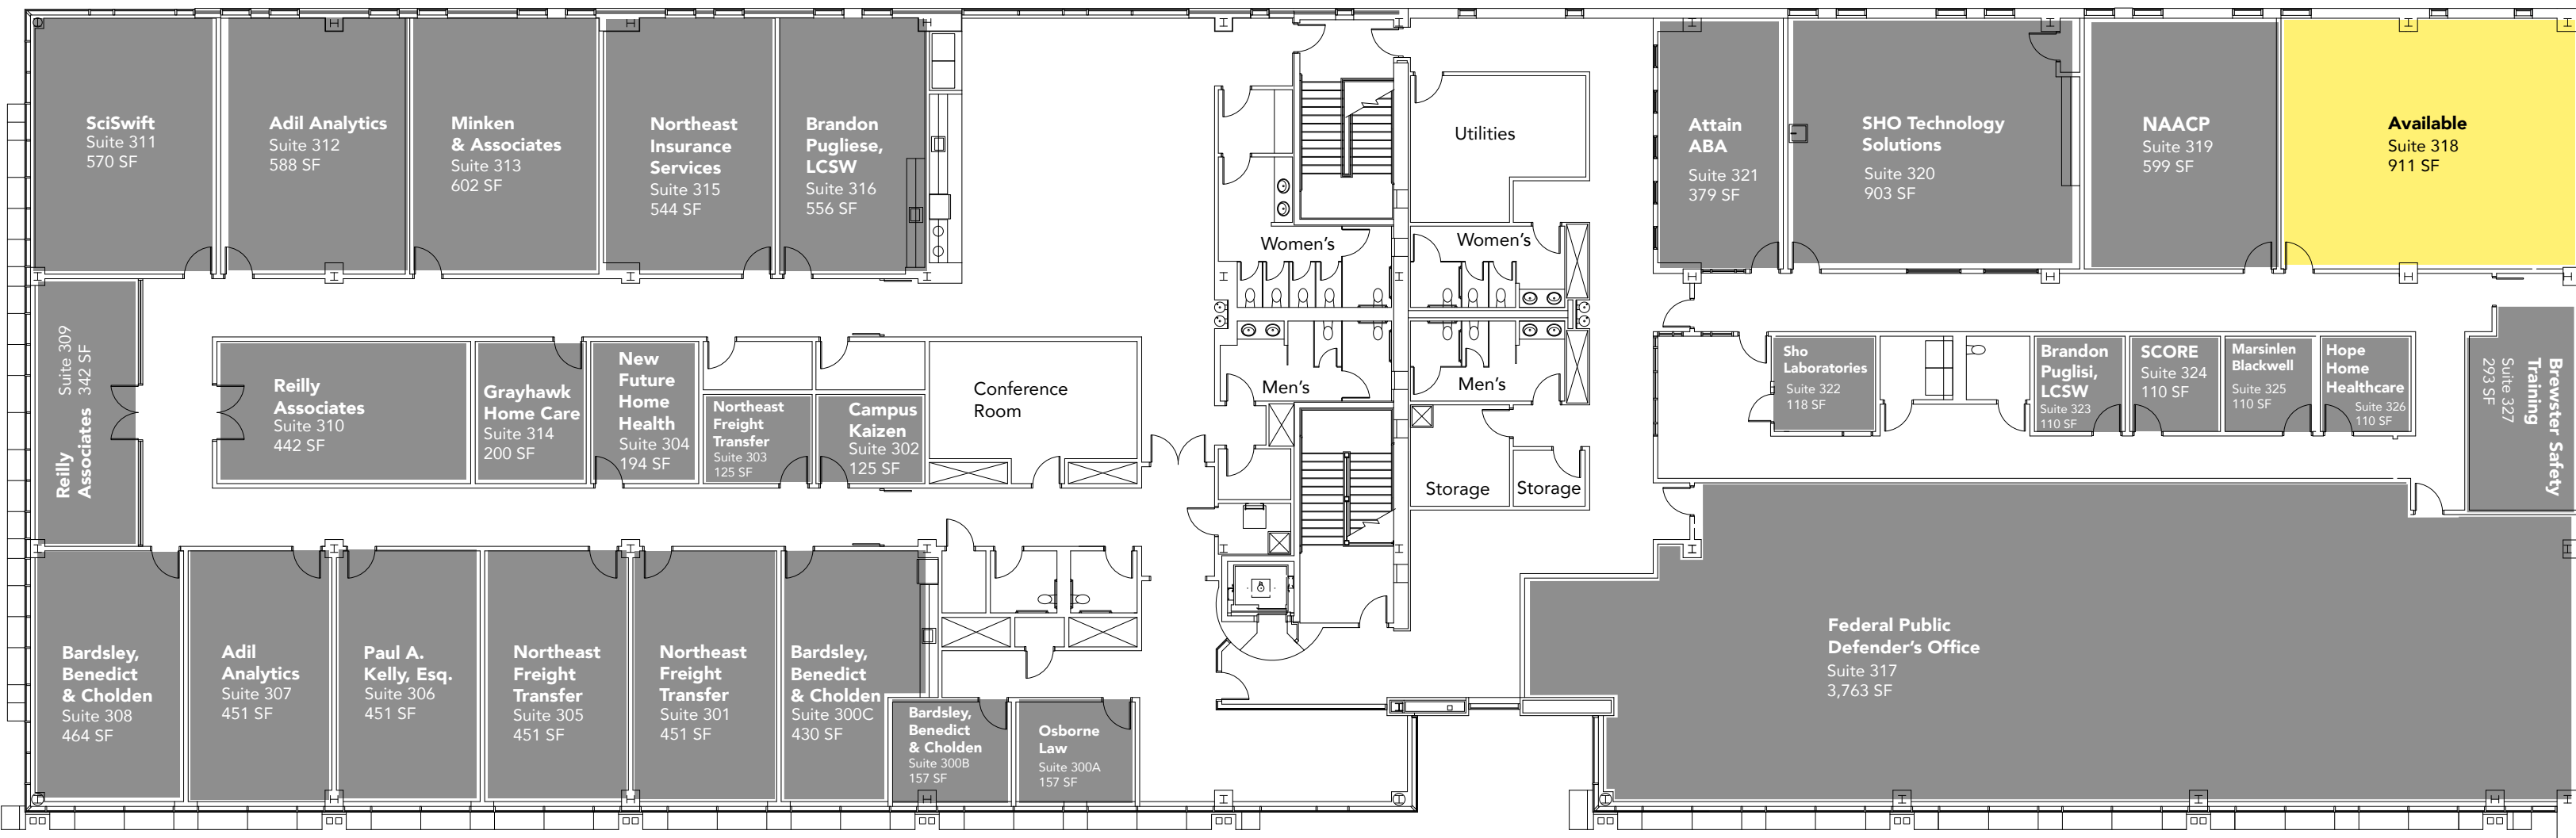 SciSwift
Suite 311
570 SF
Adil Analytics
Suite 312
588 SF
Minken
& Associates
Suite 313
602 SF
Northeast
Insurance
Services
Suite 315
544 SF
Brandon
Pugliese,
LCSW
Suite 316
556 SF
Utilities
Attain
ABA
Suite 321
379 SF
SHO Technology
Solutions
Suite 320
903 SF
NAACP
Suite 319
599 SF
Available
Suite 318
911 SF
Women's
Women's
Men's
Men's
Reilly
Associates
Suite 309
342 SF
Reilly
Associates
Suite 310
442 SF
Grayhawk
Home Care
Suite 314
200 SF
New
Future
Home
Health
Suite 304
194 SF
Northeast
Freight
Transfer
Suite 303
125 SF
Campus
Kaizen
Suite 302
125 SF
Conference
Room
Storage
Storage
Sho
Laboratories
Suite 322
118 SF
Brandon
Puglisi,
LCSW
Suite 323
110 SF
SCORE
Suite 324
110 SF
Marsinlen
Blackwell
Suite 325
110 SF
Hope
Home
Healthcare
Suite 326
110 SF
Brewster Safety
Training
Suite 327
293 SF
Bardsley,
Benedict
& Cholden
Suite 308
464 SF
Adil
Analytics
Suite 307
451 SF
Paul A.
Kelly, Esq.
Suite 306
451 SF
Northeast
Freight
Transfer
Suite 305
451 SF
Northeast
Freight
Transfer
Suite 301
451 SF
Bardsley,
Benedict
& Cholden
Suite 300C
430 SF
Bardsley,
Benedict
& Cholden
Suite 300B
157 SF
Osborne
Law
Suite 300A
157 SF
Federal Public
Defender's Office
Suite 317
3,763 SF